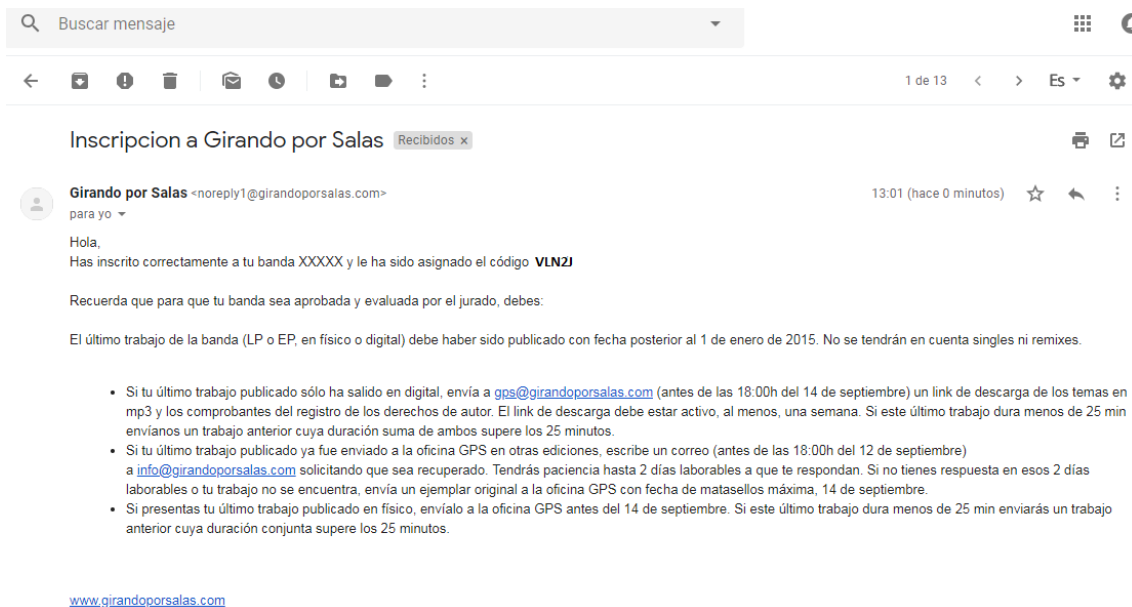 Buscar mensaje
1 de 13
Es
Inscripcion a Girando por Salas Recibidos x
Girando por Salas <noreply1@girandoporsalas.com> 13:01 (hace 0 minutos)
para yo
Hola,
Has inscrito correctamente a tu banda XXXXX y le ha sido asignado el código VLN2J
Recuerda que para que tu banda sea aprobada y evaluada por el jurado, debes:
El último trabajo de la banda (LP o EP, en físico o digital) debe haber sido publicado con fecha posterior al 1 de enero de 2015. No se tendrán en cuenta singles ni remixes.
• Si tu último trabajo publicado sólo ha salido en digital, envía a gps@girandoporsalas.com (antes de las 18:00h del 14 de septiembre) un link de descarga de los temas en
mp3 y los comprobantes del registro de los derechos de autor. El link de descarga debe estar activo, al menos, una semana. Si este último trabajo dura menos de 25 min
envíanos un trabajo anterior cuya duración suma de ambos supere los 25 minutos.
• Si tu último trabajo publicado ya fue enviado a la oficina GPS en otras ediciones, escribe un correo (antes de las 18:00h del 12 de septiembre)
a info@girandoporsalas.com solicitando que sea recuperado. Tendrás paciencia hasta 2 días laborables a que te respondan. Si no tienes respuesta en esos 2 días
laborables o tu trabajo no se encuentra, envía un ejemplar original a la oficina GPS con fecha de matasellos máxima, 14 de septiembre.
• Si presentas tu último trabajo publicado en físico, envíalo a la oficina GPS antes del 14 de septiembre. Si este último trabajo dura menos de 25 min enviarás un trabajo
anterior cuya duración conjunta supere los 25 minutos.
www.girandoporsalas.com